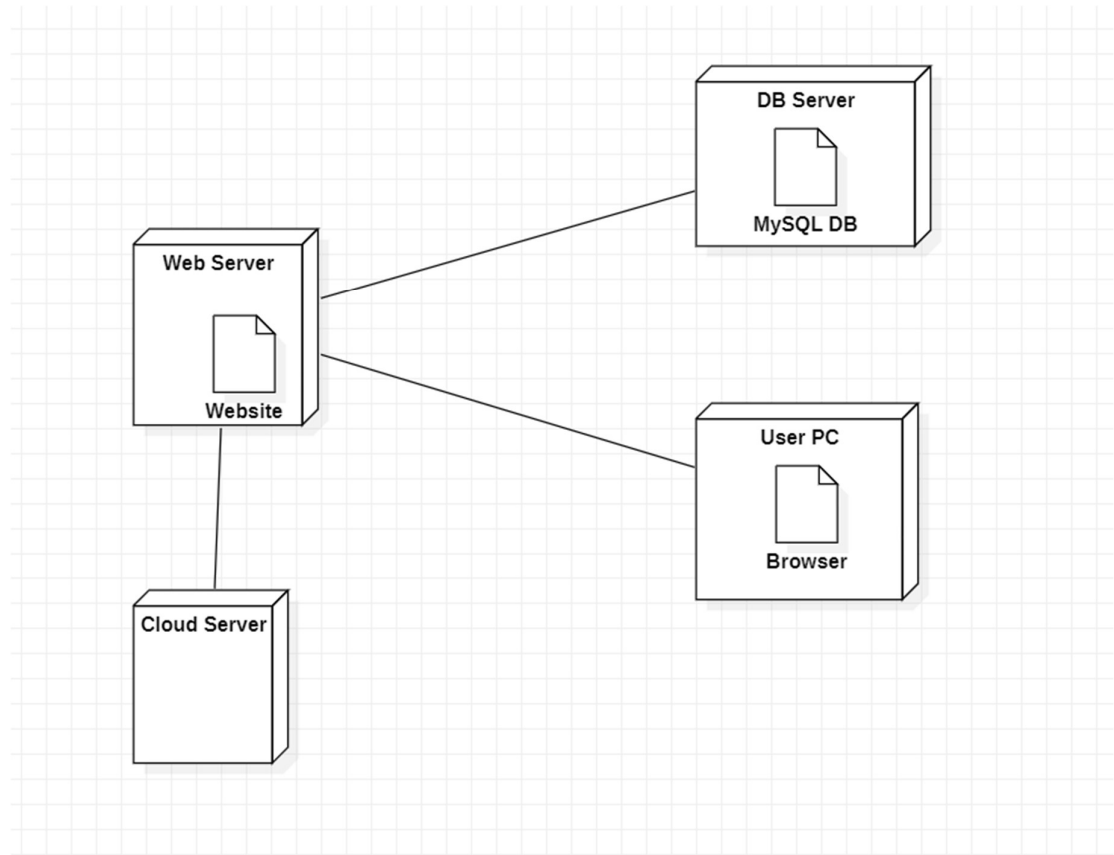 DB Server
MySQL DB
Web Server
Website
User PC
Browser
Cloud Server